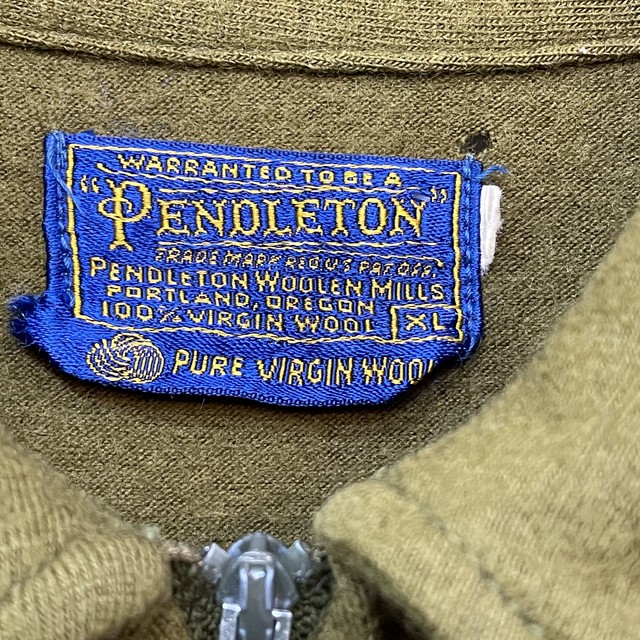 WARRANTED TO BE A
"PENDLETON"
TRADE MARK REG. U.S. PAT. OFF.
PENDLETON WOOLEN MILLS
PORTLAND, OREGON
100% VIRGIN WOOL XL
PURE VIRGIN WOOL